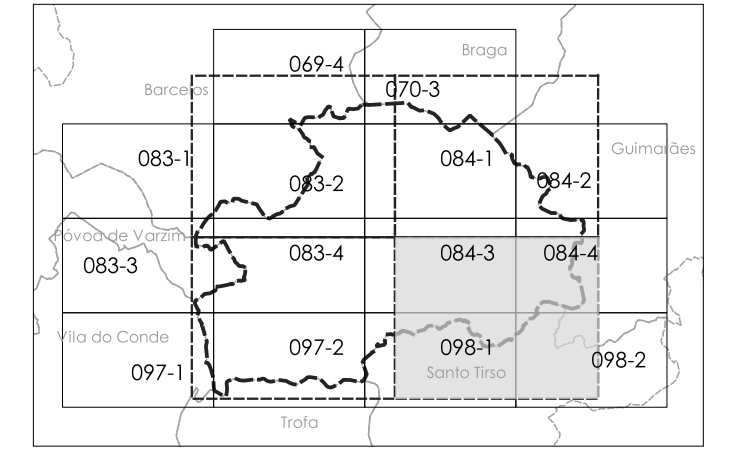 Braga
069-4
Barcelos
070-3
Guimarães
083-1
084-1
083-2
084-2
Póvoa de Varzim
083-4
084-3
084-4
083-3
Vila do Conde
097-2
098-1
098-2
097-1
Santo Tirso
Trofa